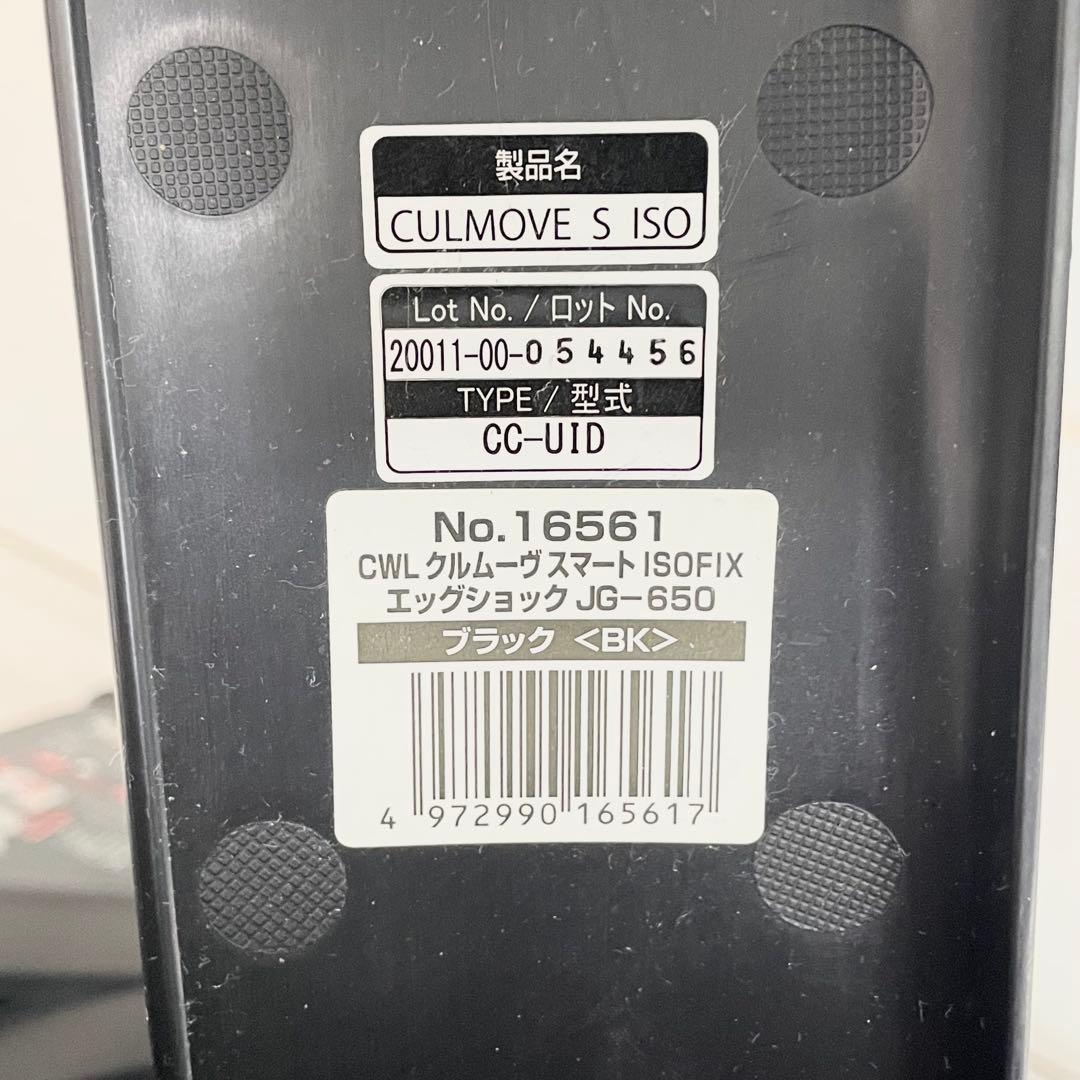 製品名
CULMOVE S ISO
Lot No. / ロット No.
20011-00-054456
TYPE / 型式
CC-UID
No.16561
CWL クルムーヴ スマート ISOFIX
エッグショック JG-650
ブラック <BK>
4 972990 165617